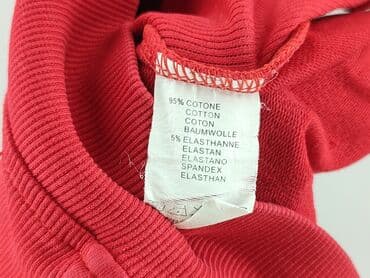 95% COTONE
COTTON
COTON
BAUMWOLLE
5% ELASTHANNE
ELASTAN
ELASTANO
SPANDEX
ELASTHAN